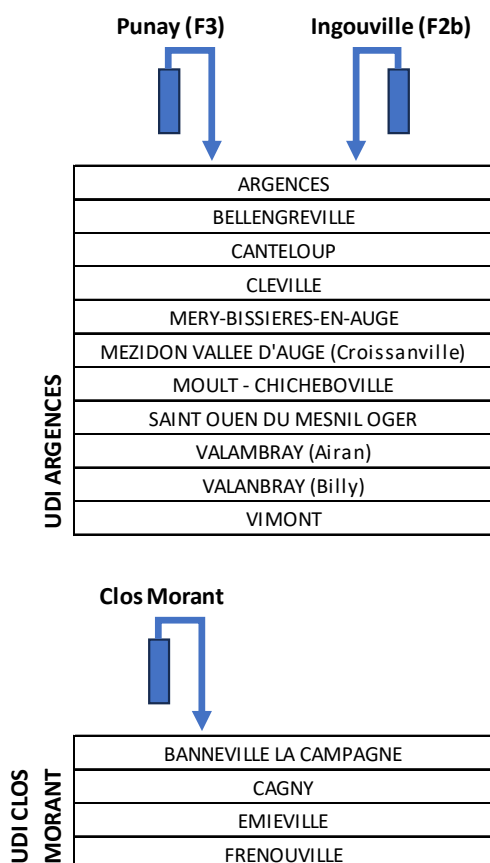 Punay (F3)
Ingouville (F2b)
UDI ARGENCES
ARGENCES
BELLENGREVILLE
CANTELOUP
CLEVILLE
MERY-BISSIERES-EN-AUGE
MEZIDON VALLEE D'AUGE (Croissanville)
MOULT - CHICHEBOVILLE
SAINT OUEN DU MESNIL OGER
VALAMBRAY (Airan)
VALANBRAY (Billy)
VIMONT
Clos Morant
UDI CLOS
MORANT
BANNEVILLE LA CAMPAGNE
CAGNY
EMIEVILLE
FRENOUVILLE